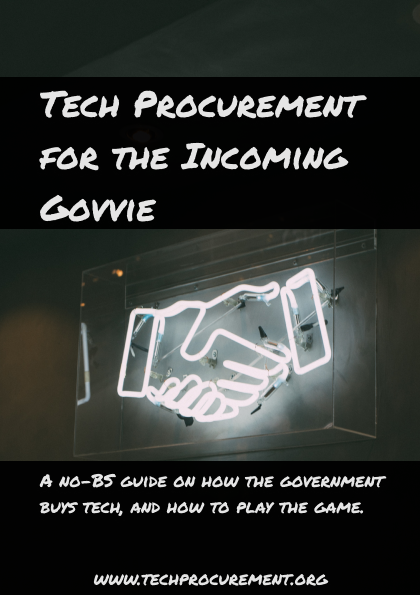 Tech Procurement
for the Incoming
Govvie
A no-BS guide on how the government
buys tech, and how to play the game.
www.techprocurement.org